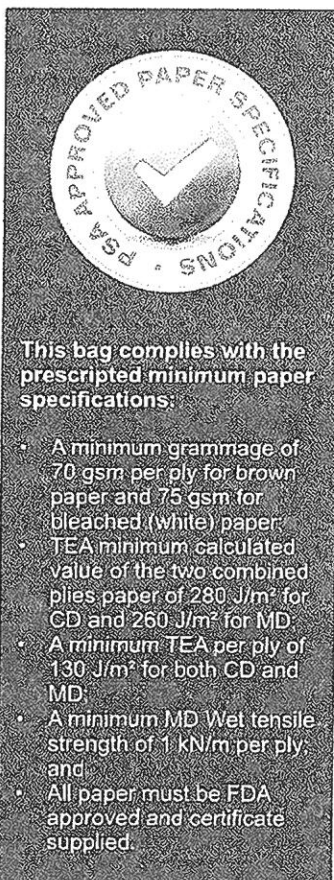 PSA APPROVED PAPER SPECIFICATIONS •
This bag complies with the
prescripted minimum paper
specifications:
• A minimum grammage of
70 gsm per ply for brown
paper and 75 gsm for
bleached (white) paper;
• TEA minimum calculated
value of the two combined
plies paper of 280 J/m² for
CD and 260 J/m² for MD;
• A minimum TEA per ply of
130 J/m² for both CD and
MD;
• A minimum MD Wet tensile
strength of 1 kN/m per ply;
and
• All paper must be FDA
approved and certificate
supplied.